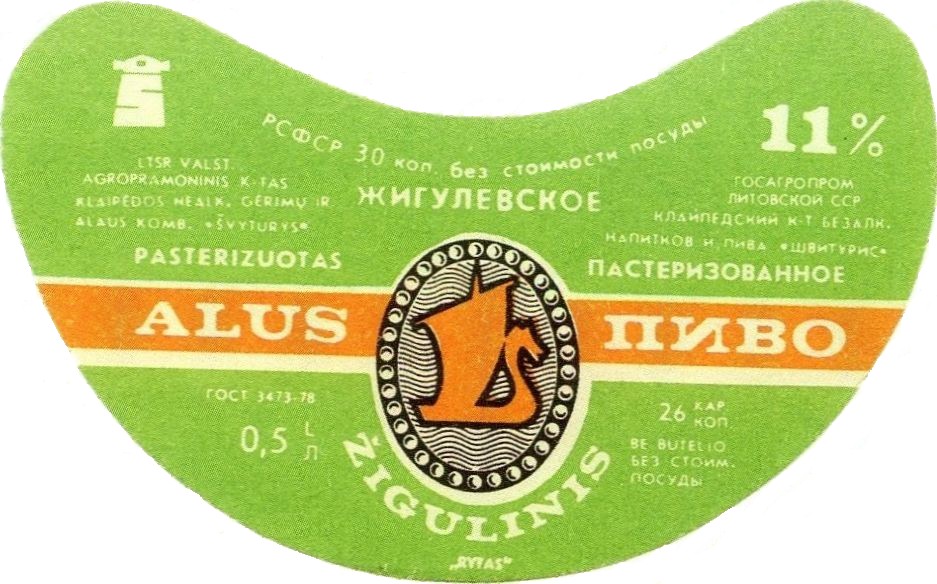 РСФСР 30 коп. без стоимости посуды
ЖИГУЛЕВСКОЕ
11%
LTSR VALST.
AGROPRAMONINIS K-TAS
KLAIPĖDOS NEALK. GĖRIMŲ IR
ALAUS KOMB. «ŠVYTURYS»
PASTERIZUOTAS
ГОСАГРОПРОМ
ЛИТОВСКОЙ ССР
КЛАЙПЕДСКИЙ К-Т БЕЗАЛК.
НАПИТКОВ И ПИВА «ШВИТУРИС»
ПАСТЕРИЗОВАННОЕ
ALUS
ПИВО
ГОСТ 3473-78
0,5 L
Л
26 KAP
КОП.
BE BUTELIO
БЕЗ СТОИМ.
ПОСУДЫ
ŽIGULINIS
„RYTAS“